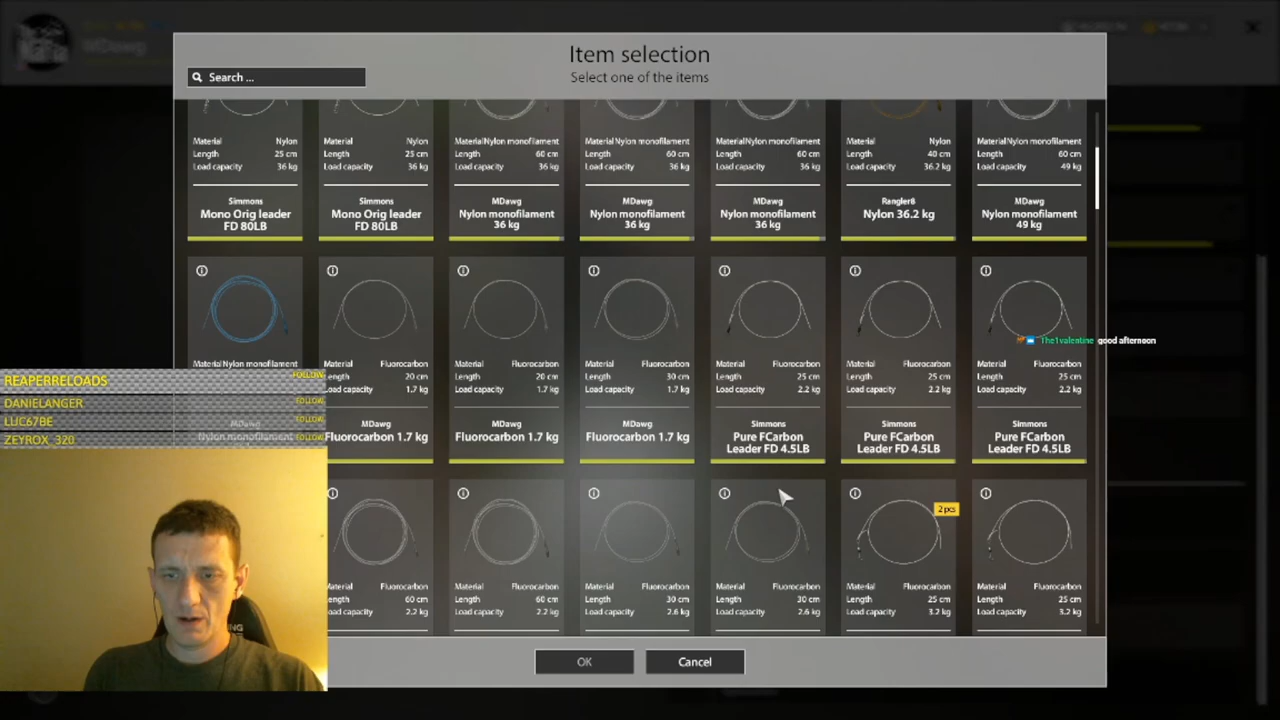 MDawg
Item selection
Select one of the items
Search ...
Material Nylon
Length 25 cm
Load capacity 36 kg
Simmons
Mono Orig leader
FD 80LB
Material Nylon
Length 25 cm
Load capacity 36 kg
Simmons
Mono Orig leader
FD 80LB
Material Nylon monofilament
Length 60 cm
Load capacity 36 kg
MDawg
Nylon monofilament
36 kg
Material Nylon monofilament
Length 60 cm
Load capacity 36 kg
MDawg
Nylon monofilament
36 kg
Material Nylon monofilament
Length 60 cm
Load capacity 36 kg
MDawg
Nylon monofilament
36 kg
Material Nylon
Length 40 cm
Load capacity 36.2 kg
Rangler8
Nylon 36.2 kg
Material Nylon monofilament
Length 60 cm
Load capacity 49 kg
MDawg
Nylon monofilament
49 kg
Material Nylon monofilament
MDawg
Nylon monofilament
Material Fluorocarbon
Length 20 cm
Load capacity 1.7 kg
MDawg
Fluorocarbon 1.7 kg
Material Fluorocarbon
Length 20 cm
Load capacity 1.7 kg
MDawg
Fluorocarbon 1.7 kg
Material Fluorocarbon
Length 30 cm
Load capacity 1.7 kg
MDawg
Fluorocarbon 1.7 kg
Material Fluorocarbon
Length 25 cm
Load capacity 2.2 kg
Simmons
Pure FCarbon
Leader FD 4.5LB
Material Fluorocarbon
Length 25 cm
Load capacity 2.2 kg
Simmons
Pure FCarbon
Leader FD 4.5LB
Material Fluorocarbon
Length 25 cm
Load capacity 2.2 kg
Simmons
Pure FCarbon
Leader FD 4.5LB
The1valentine good afternoon
REAPERRELOADS FOLLOW
DANIELANGER FOLLOW
LUC67BE FOLLOW
ZEYROX_320 FOLLOW
Material Fluorocarbon
Length 60 cm
Load capacity 2.2 kg
Material Fluorocarbon
Length 60 cm
Load capacity 2.2 kg
Material Fluorocarbon
Length 30 cm
Load capacity 2.6 kg
Material Fluorocarbon
Length 30 cm
Load capacity 2.6 kg
2 pcs
Material Fluorocarbon
Length 25 cm
Load capacity 3.2 kg
Material Fluorocarbon
Length 25 cm
Load capacity 3.2 kg
OK
Cancel